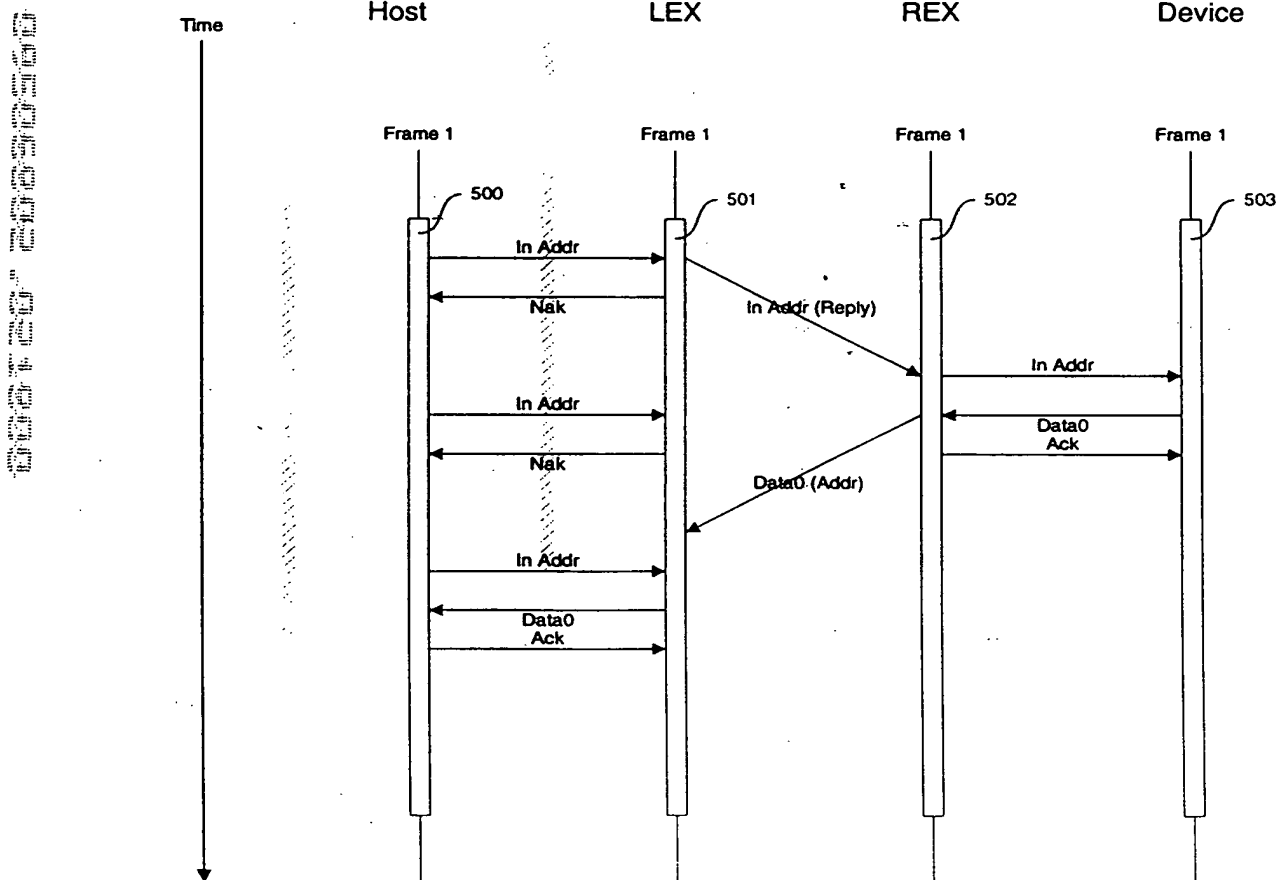 Host LEX REX Device
Time
Frame 1 Frame 1 Frame 1 Frame 1
500 501 502 503
In Addr
Nak
In Addr (Reply)
In Addr
In Addr
Data0
Ack
Nak
Data0 (Addr)
In Addr
Data0
Ack